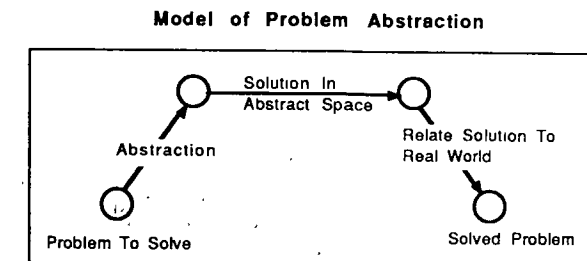 Model of Problem Abstraction
Solution In
Abstract Space
Abstraction
Relate Solution To
Real World
Problem To Solve
Solved Problem